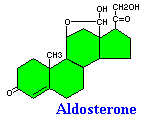 OH CH2OH
O C=O
CH3
O
Aldosterone